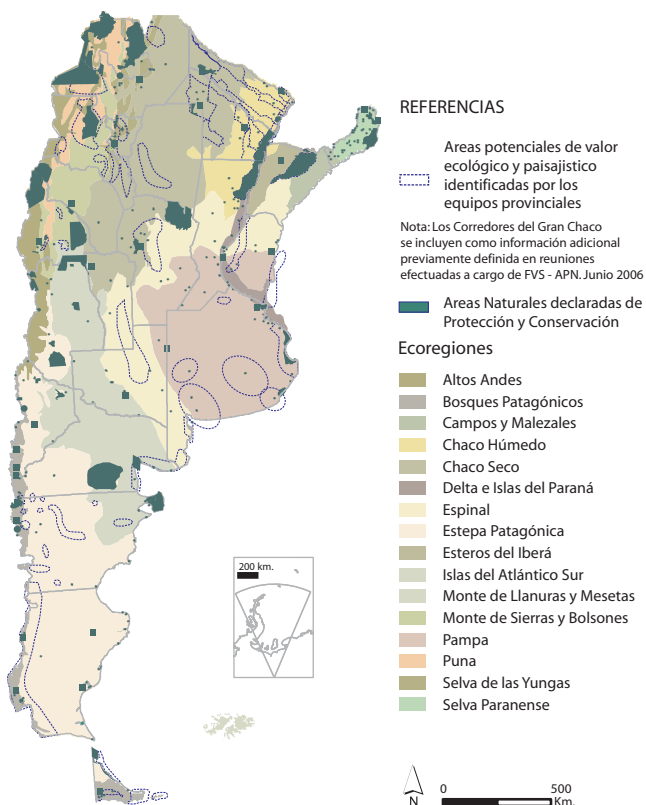 REFERENCIAS
Areas potenciales de valor
ecológico y paisajistico
identificadas por los
equipos provinciales
Nota: Los Corredores del Gran Chaco
se incluyen como información adicional
previamente definida en reuniones
efectuadas a cargo de FVS - APN. Junio 2006
Areas Naturales declaradas de
Protección y Conservación
Ecoregiones
Altos Andes
Bosques Patagónicos
Campos y Malezales
Chaco Húmedo
Chaco Seco
Delta e Islas del Paraná
Espinal
Estepa Patagónica
Esteros del Iberá
Islas del Atlántico Sur
Monte de Llanuras y Mesetas
Monte de Sierras y Bolsones
Pampa
Puna
Selva de las Yungas
Selva Paranense
200 km.
N
0 500
Km.